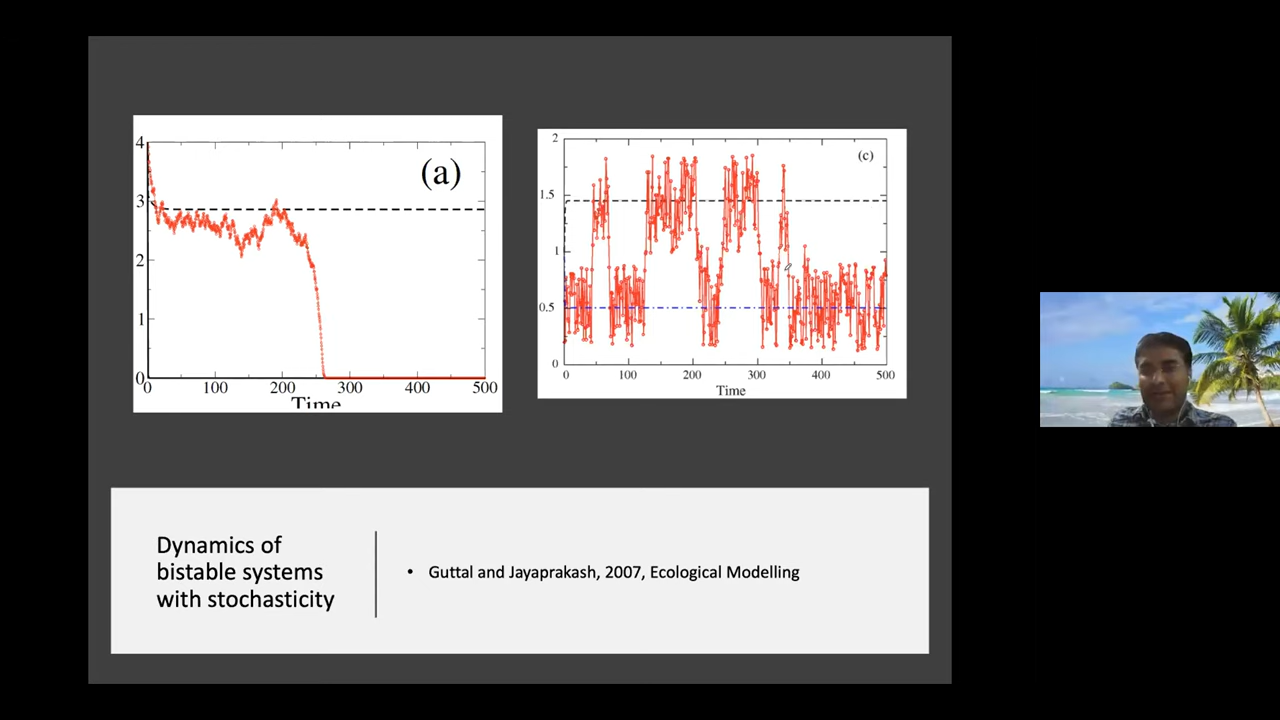 4
3
2
1
0
(a)
0 100 200 300 400 500
Time
2
1.5
1
0.5
0
(c)
0 100 200 300 400 500
Time
Dynamics of
bistable systems
with stochasticity
• Guttal and Jayaprakash, 2007, Ecological Modelling